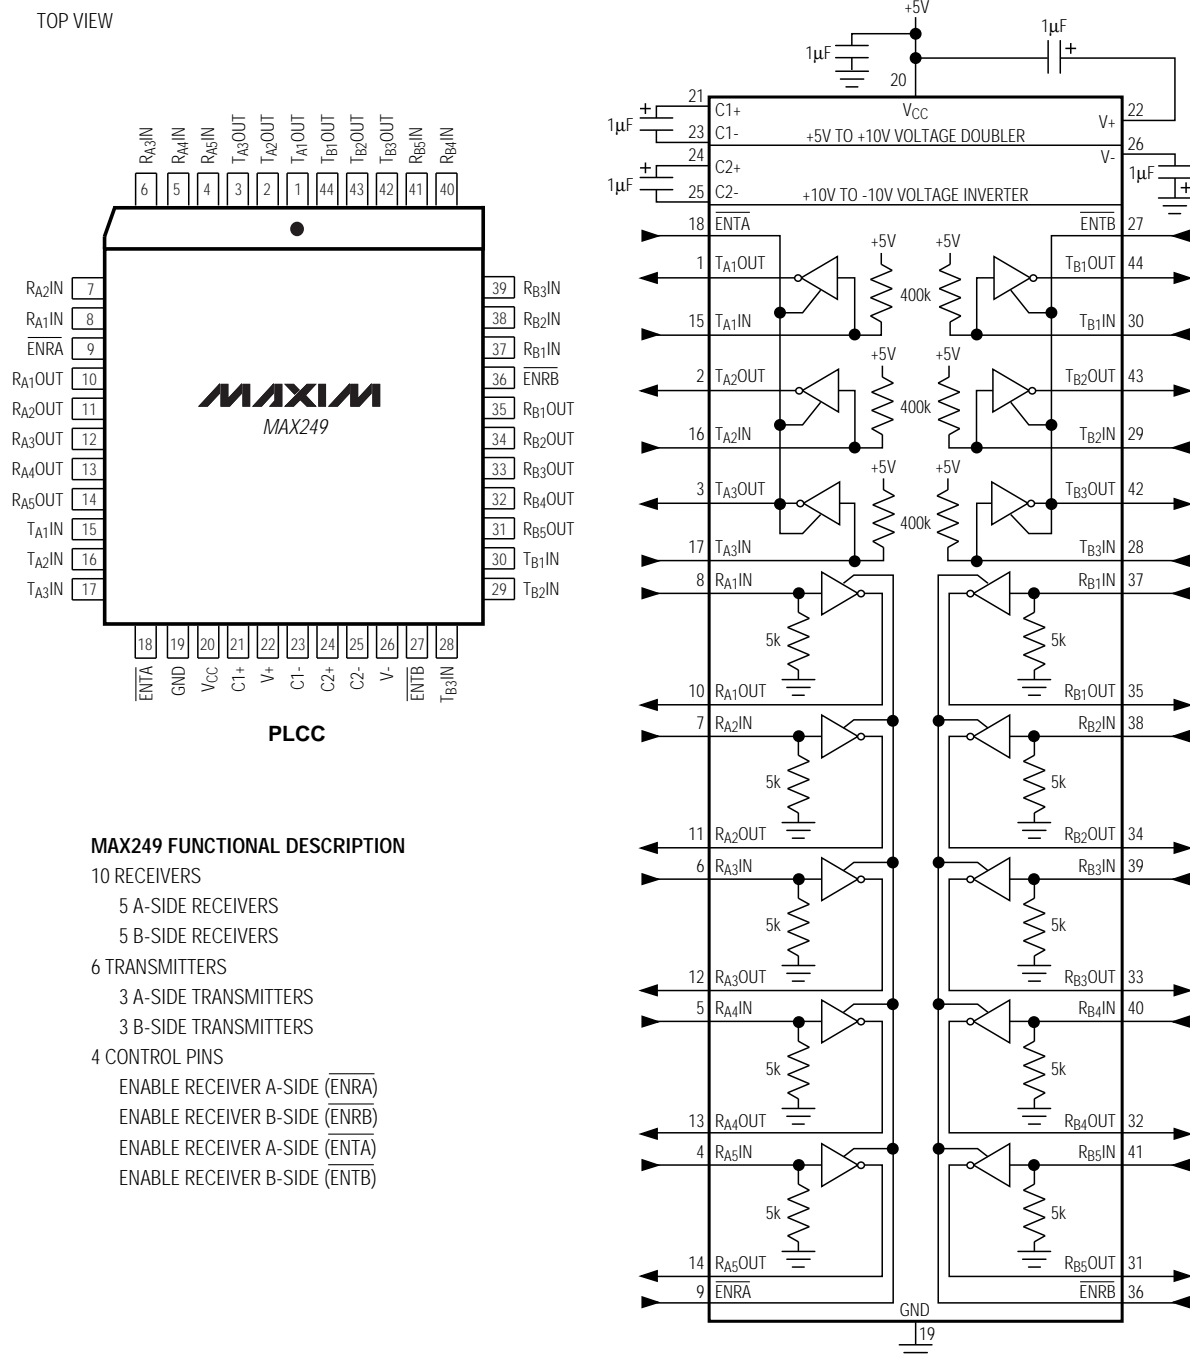 TOP VIEW
RA3IN
RA4IN
RA5IN
TA3OUT
TA2OUT
TA1OUT
TB1OUT
TB2OUT
TB3OUT
RB5IN
RB4IN
6 5 4 3 2 1 44 43 42 41 40
RA2IN 7
RA1IN 8
ENRA 9
RA1OUT 10
RA2OUT 11
RA3OUT 12
RA4OUT 13
RA5OUT 14
TA1IN 15
TA2IN 16
TA3IN 17
MAXIM
MAX249
39 RB3IN
38 RB2IN
37 RB1IN
36 ENRB
35 RB1OUT
34 RB2OUT
33 RB3OUT
32 RB4OUT
31 RB5OUT
30 TB1IN
29 TB2IN
18 19 20 21 22 23 24 25 26 27 28
ENTA
GND
VCC
C1+
V+
C1-
C2+
C2-
V-
ENTB
TB3IN
PLCC
MAX249 FUNCTIONAL DESCRIPTION
10 RECEIVERS
5 A-SIDE RECEIVERS
5 B-SIDE RECEIVERS
6 TRANSMITTERS
3 A-SIDE TRANSMITTERS
3 B-SIDE TRANSMITTERS
4 CONTROL PINS
ENABLE RECEIVER A-SIDE (ENRA)
ENABLE RECEIVER B-SIDE (ENRB)
ENABLE RECEIVER A-SIDE (ENTA)
ENABLE RECEIVER B-SIDE (ENTB)
+5V
1µF
1µF +
20
21 C1+ VCC V+ 22
+ 1µF
23 C1- +5V TO +10V VOLTAGE DOUBLER
24 C2+ V- 26
+ 1µF
1µF +
25 C2- +10V TO -10V VOLTAGE INVERTER
18 ENTA ENTB 27
+5V +5V
1 TA1OUT TB1OUT 44
400k
15 TA1IN TB1IN 30
+5V +5V
2 TA2OUT TB2OUT 43
400k
16 TA2IN TB2IN 29
+5V +5V
3 TA3OUT TB3OUT 42
400k
17 TA3IN TB3IN 28
8 RA1IN RB1IN 37
5k 5k
10 RA1OUT RB1OUT 35
7 RA2IN RB2IN 38
5k 5k
11 RA2OUT RB2OUT 34
6 RA3IN RB3IN 39
5k 5k
12 RA3OUT RB3OUT 33
5 RA4IN RB4IN 40
5k 5k
13 RA4OUT RB4OUT 32
4 RA5IN RB5IN 41
5k 5k
14 RA5OUT RB5OUT 31
9 ENRA ENRB 36
GND
19